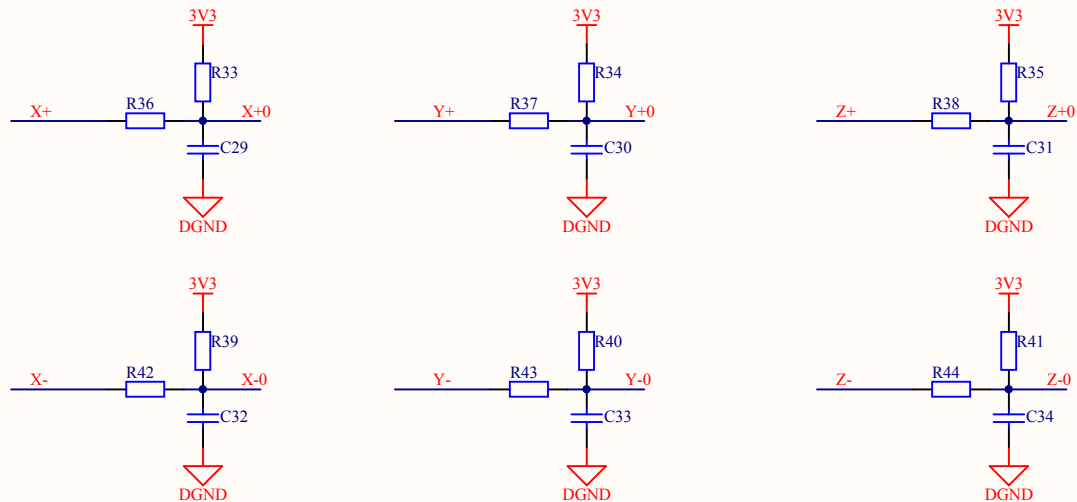 3V3 3V3 3V3
R33 R34 R35
X+ R36 X+0 Y+ R37 Y+0 Z+ R38 Z+0
C29 C30 C31
DGND DGND DGND
3V3 3V3 3V3
R39 R40 R41
X- R42 X-0 Y- R43 Y-0 Z- R44 Z-0
C32 C33 C34
DGND DGND DGND